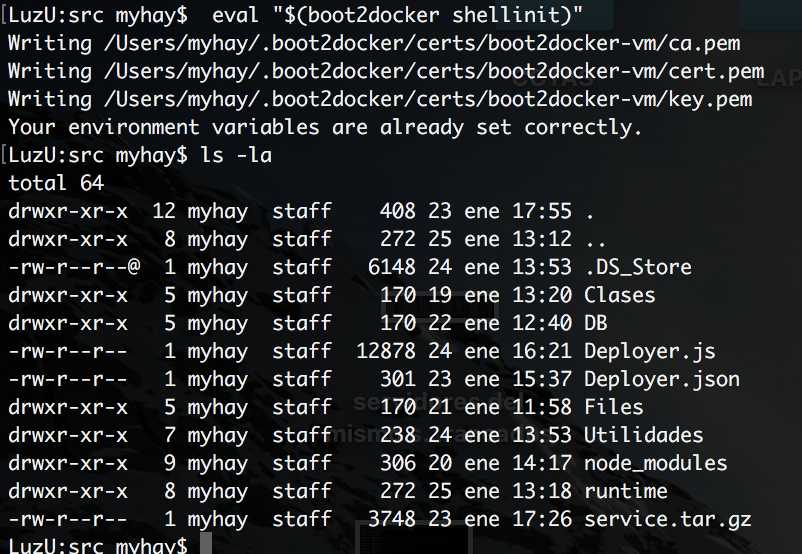 [LuzU:src myhay$  eval "$(boot2docker shellinit)"
Writing /Users/myhay/.boot2docker/certs/boot2docker-vm/ca.pem
Writing /Users/myhay/.boot2docker/certs/boot2docker-vm/cert.pem
Writing /Users/myhay/.boot2docker/certs/boot2docker-vm/key.pem
Your environment variables are already set correctly.
[LuzU:src myhay$ ls -la
total 64
drwxr-xr-x  12 myhay  staff    408 23 ene 17:55 .
drwxr-xr-x   8 myhay  staff    272 25 ene 13:12 ..
-rw-r--r--@  1 myhay  staff   6148 24 ene 13:53 .DS_Store
drwxr-xr-x   5 myhay  staff    170 19 ene 13:20 Clases
drwxr-xr-x   5 myhay  staff    170 22 ene 12:40 DB
-rw-r--r--   1 myhay  staff  12878 24 ene 16:21 Deployer.js
-rw-r--r--   1 myhay  staff    301 23 ene 15:37 Deployer.json
drwxr-xr-x   5 myhay  staff    170 21 ene 11:58 Files
drwxr-xr-x   7 myhay  staff    238 24 ene 13:53 Utilidades
drwxr-xr-x   9 myhay  staff    306 20 ene 14:17 node_modules
drwxr-xr-x   8 myhay  staff    272 25 ene 13:18 runtime
-rw-r--r--   1 myhay  staff   3748 23 ene 17:26 service.tar.gz
LuzU:src myhay$